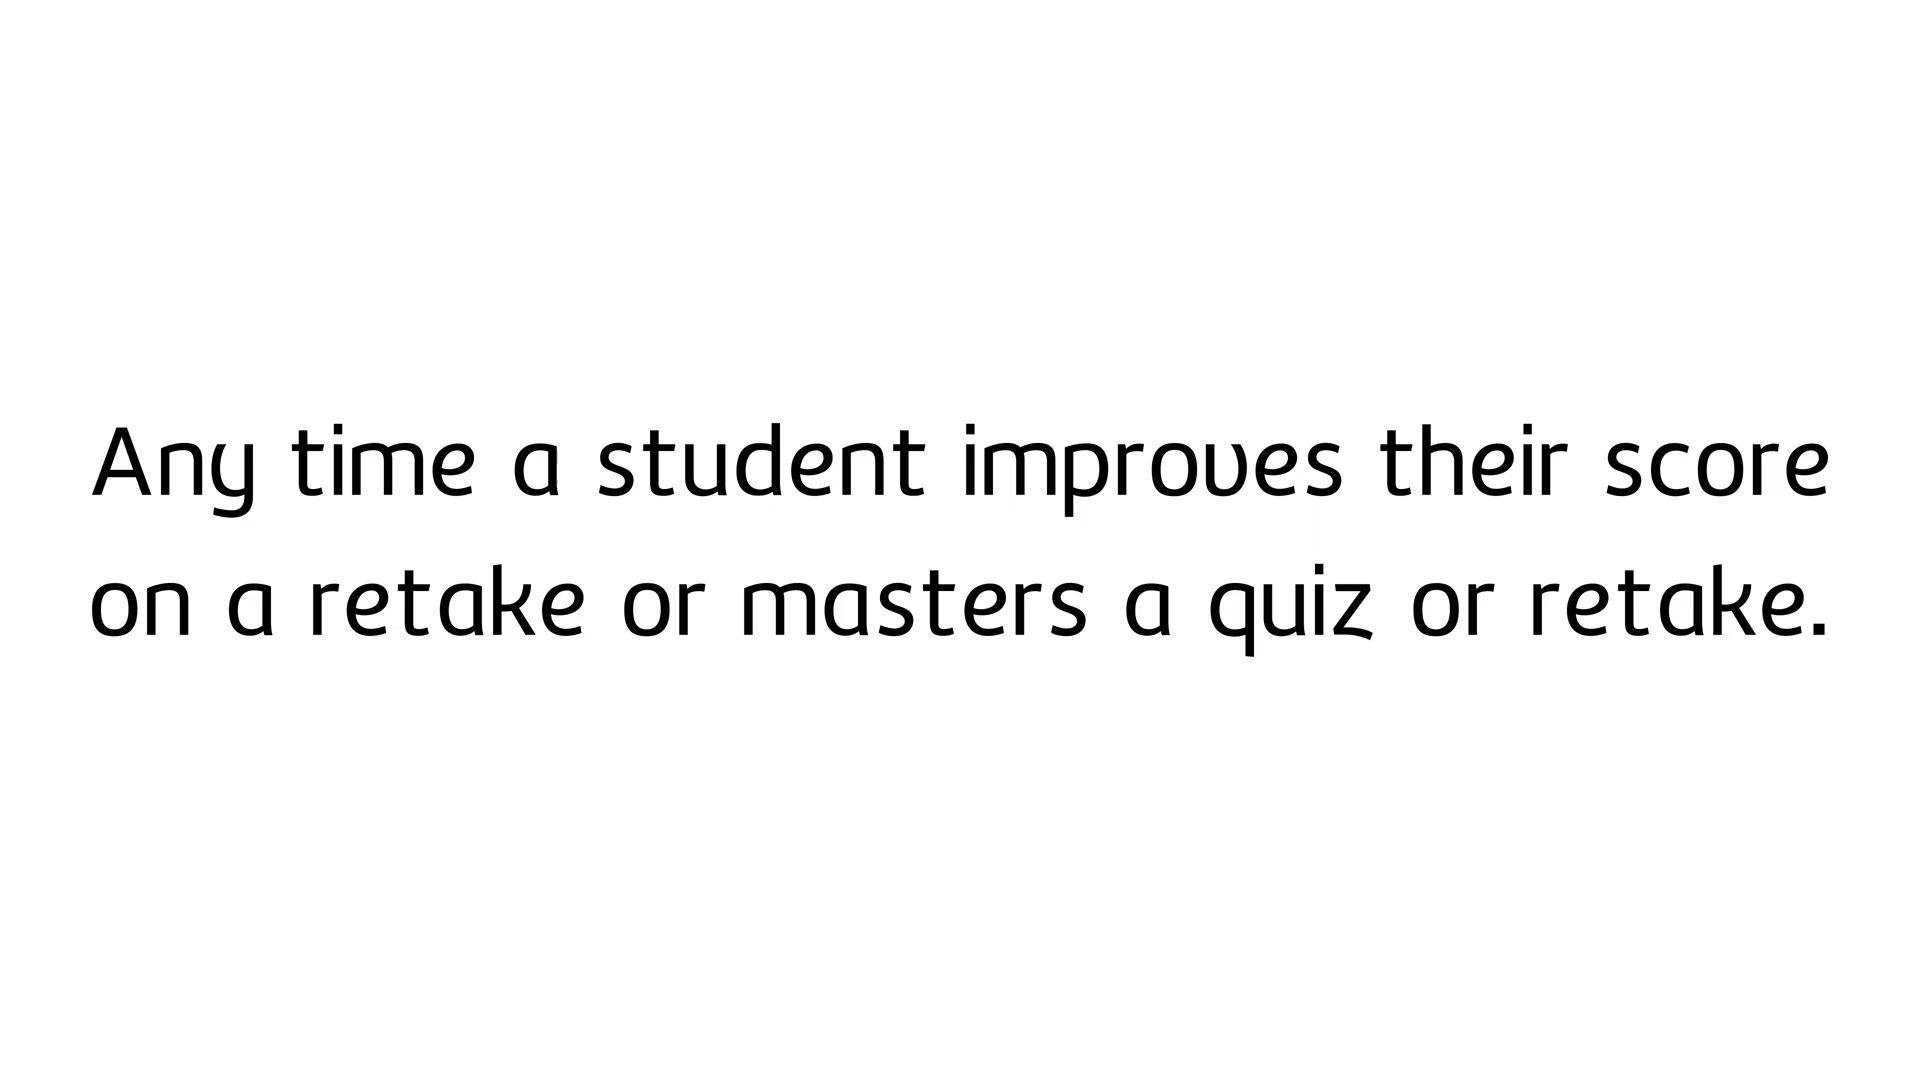 Any time a student improves their score
on a retake or masters a quiz or retake.